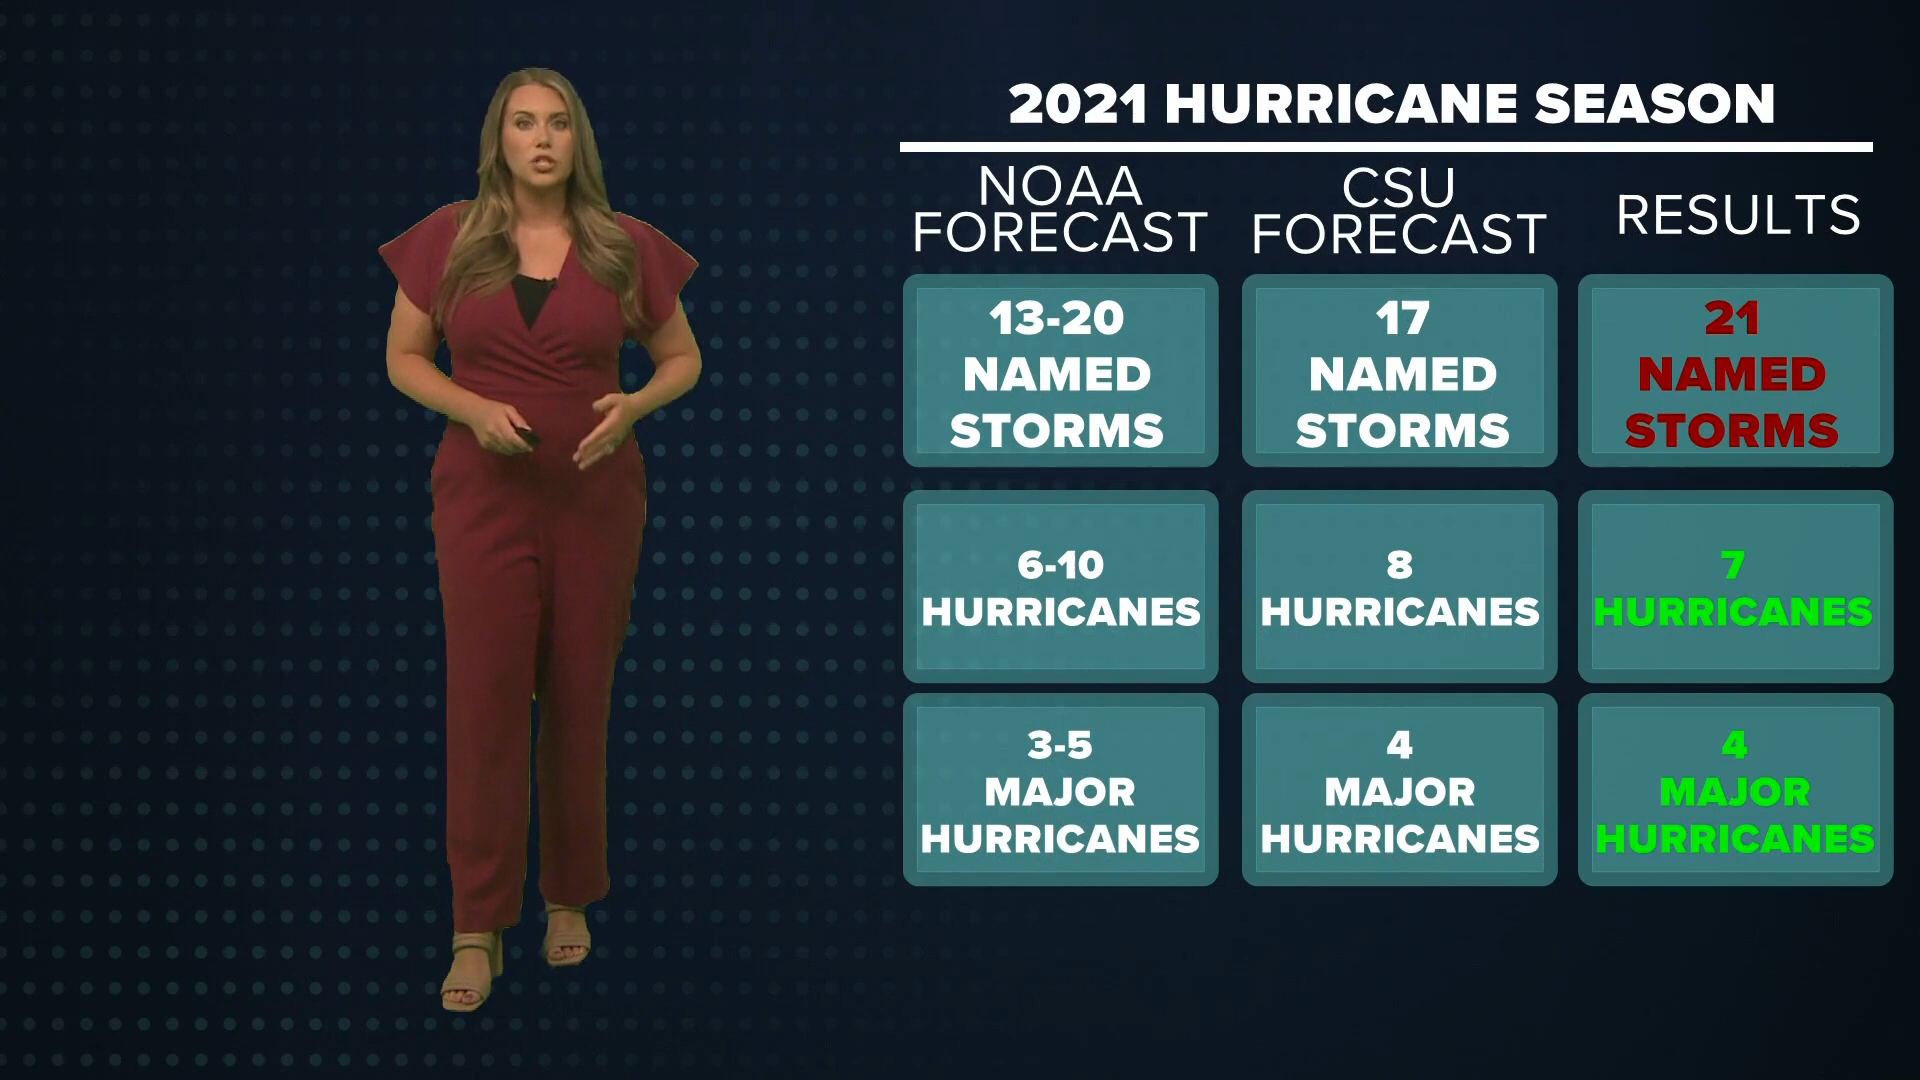 2021 HURRICANE SEASON
NOAA
FORECAST
CSU
FORECAST
RESULTS
13-20
NAMED
STORMS
17
NAMED
STORMS
21
NAMED
STORMS
6-10
HURRICANES
8
HURRICANES
7
HURRICANES
3-5
MAJOR
HURRICANES
4
MAJOR
HURRICANES
4
MAJOR
HURRICANES